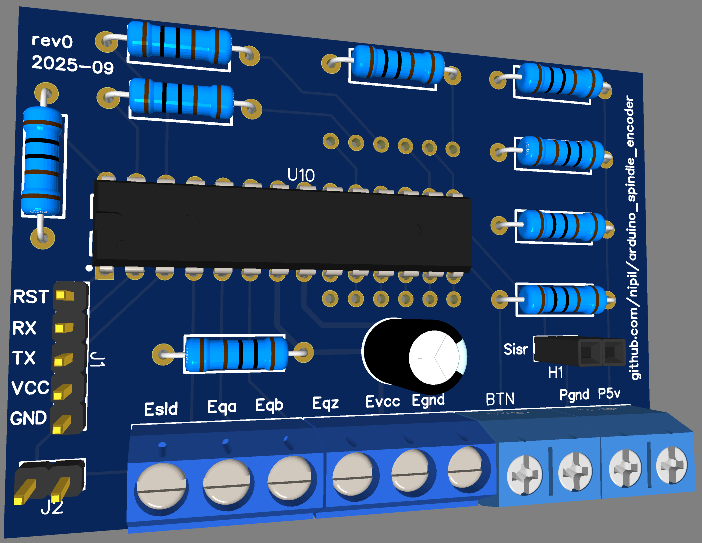 rev0
2025-09
U10
github.com/nipil/arduino_spindle_encoder
RST
RX
TX
VCC
GND
J1
J2
Sisr
H1
Esld Eqa Eqb Eqz Evcc Egnd BTN Pgnd P5v